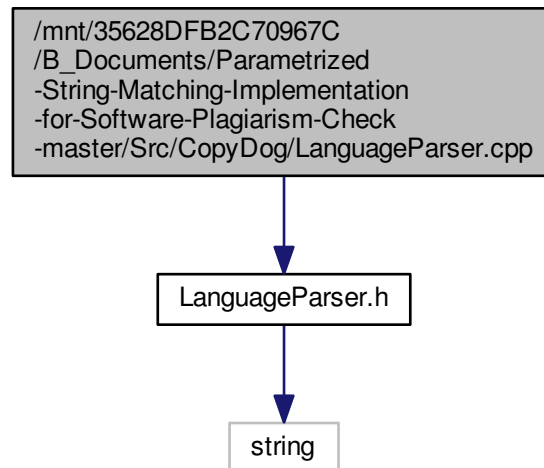 /mnt/35628DFB2C70967C
/B_Documents/Parametrized
-String-Matching-Implementation
-for-Software-Plagiarism-Check
-master/Src/CopyDog/LanguageParser.cpp
LanguageParser.h
string